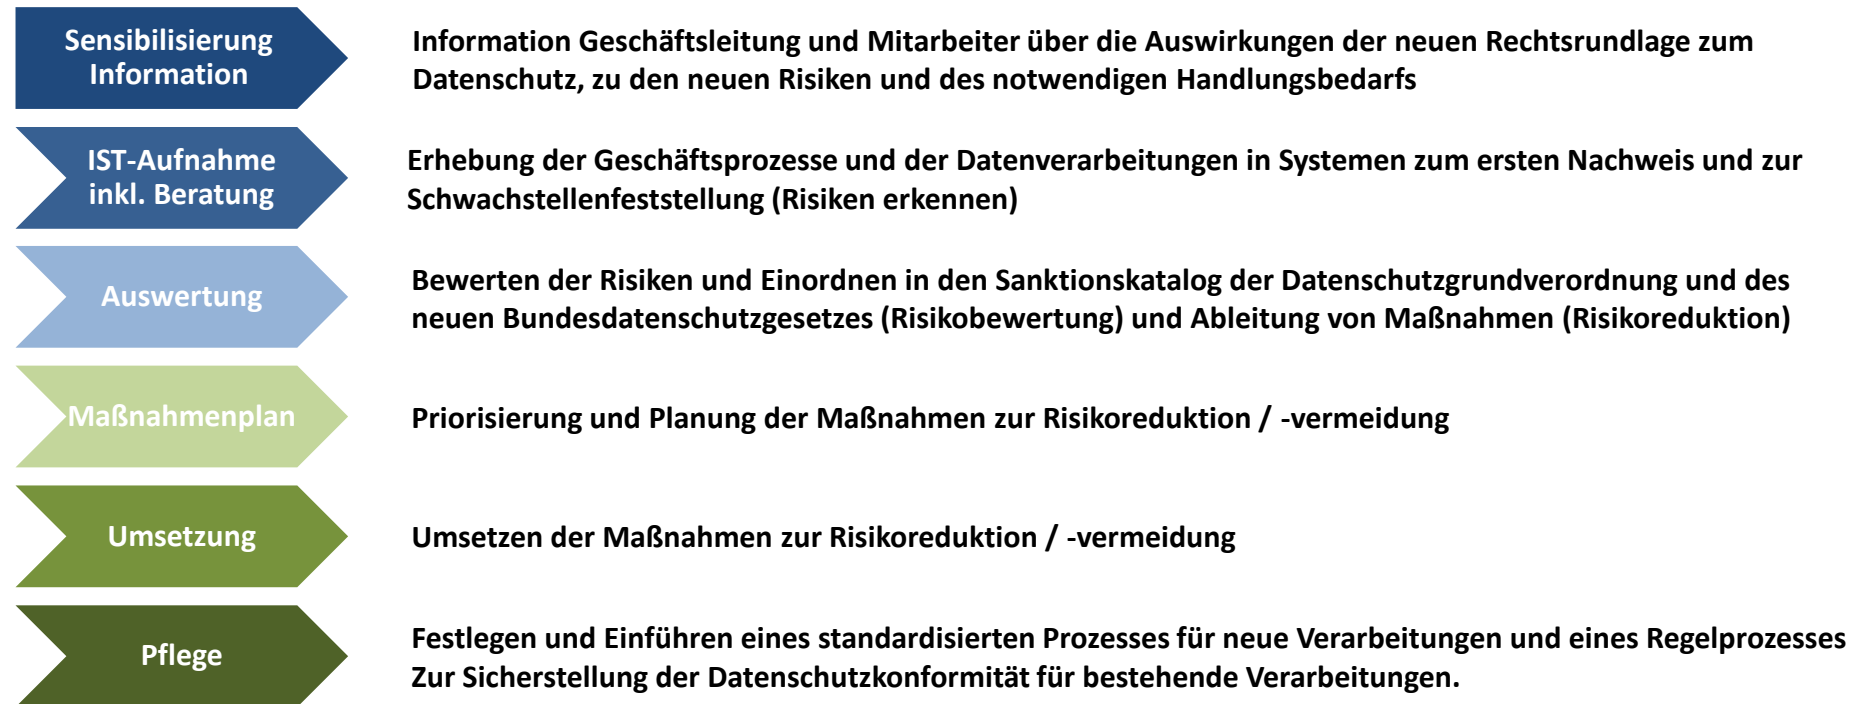 Sensibilisierung
Information
Information Geschäftsleitung und Mitarbeiter über die Auswirkungen der neuen Rechtsrundlage zum
Datenschutz, zu den neuen Risiken und des notwendigen Handlungsbedarfs
IST-Aufnahme
inkl. Beratung
Erhebung der Geschäftsprozesse und der Datenverarbeitungen in Systemen zum ersten Nachweis und zur
Schwachstellenfeststellung (Risiken erkennen)
Auswertung
Bewerten der Risiken und Einordnen in den Sanktionskatalog der Datenschutzgrundverordnung und des
neuen Bundesdatenschutzgesetzes (Risikobewertung) und Ableitung von Maßnahmen (Risikoreduktion)
Maßnahmenplan
Priorisierung und Planung der Maßnahmen zur Risikoreduktion / -vermeidung
Umsetzung
Umsetzen der Maßnahmen zur Risikoreduktion / -vermeidung
Pflege
Festlegen und Einführen eines standardisierten Prozesses für neue Verarbeitungen und eines Regelprozesses
Zur Sicherstellung der Datenschutzkonformität für bestehende Verarbeitungen.